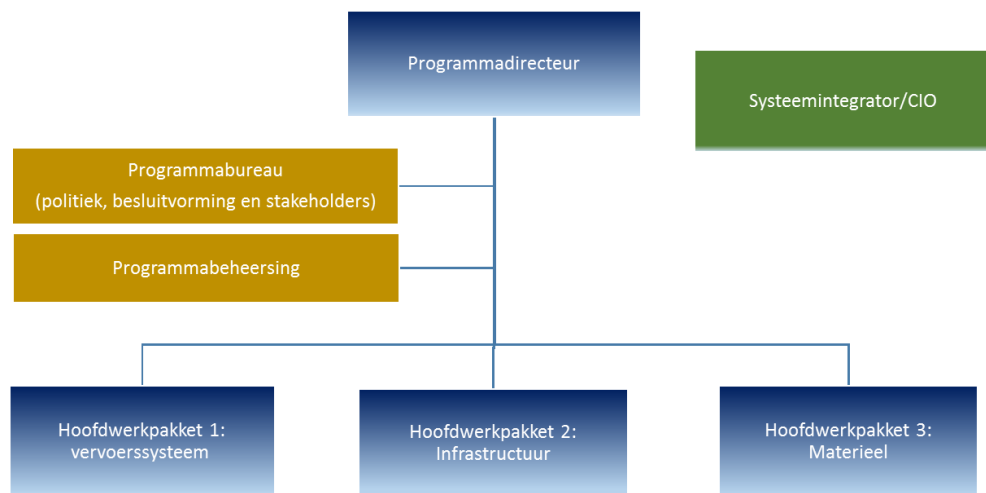 Programmadirecteur
Systeemintegrator/CIO
Programmabureau
(politiek, besluitvorming en stakeholders)
Programmabeheersing
Hoofdwerkpakket 1:
vervoerssysteem
Hoofdwerkpakket 2:
Infrastructuur
Hoofdwerkpakket 3:
Materieel